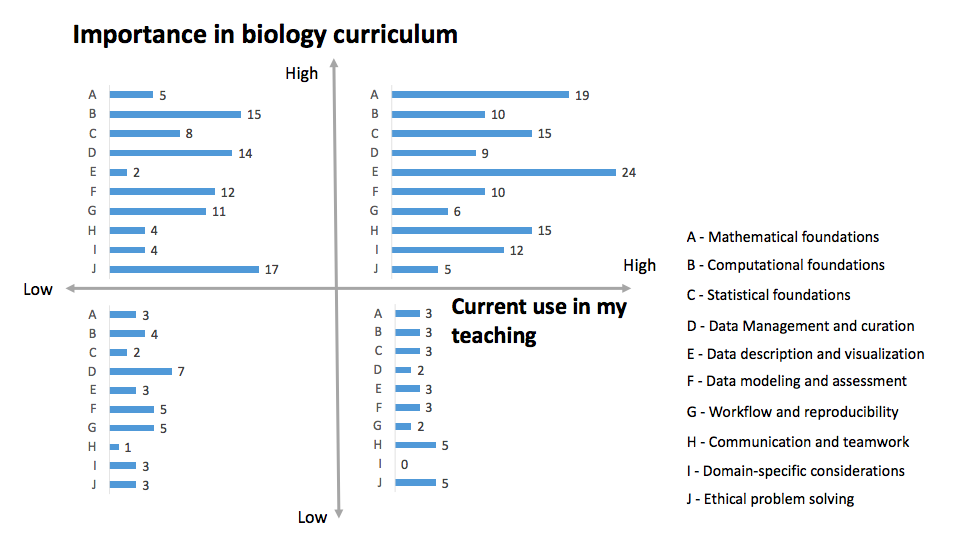 Importance in biology curriculum
High
A 5
B 15
C 8
D 14
E 2
F 12
G 11
H 4
I 4
J 17
A 19
B 10
C 15
D 9
E 24
F 10
G 6
H 15
I 12
J 5
Low
High
Current use in my
teaching
A 3
B 4
C 2
D 7
E 3
F 5
G 5
H 1
I 3
J 3
A 3
B 3
C 3
D 2
E 3
F 3
G 2
H 5
I 0
J 5
Low
A - Mathematical foundations
B - Computational foundations
C - Statistical foundations
D - Data Management and curation
E - Data description and visualization
F - Data modeling and assessment
G - Workflow and reproducibility
H - Communication and teamwork
I - Domain-specific considerations
J - Ethical problem solving